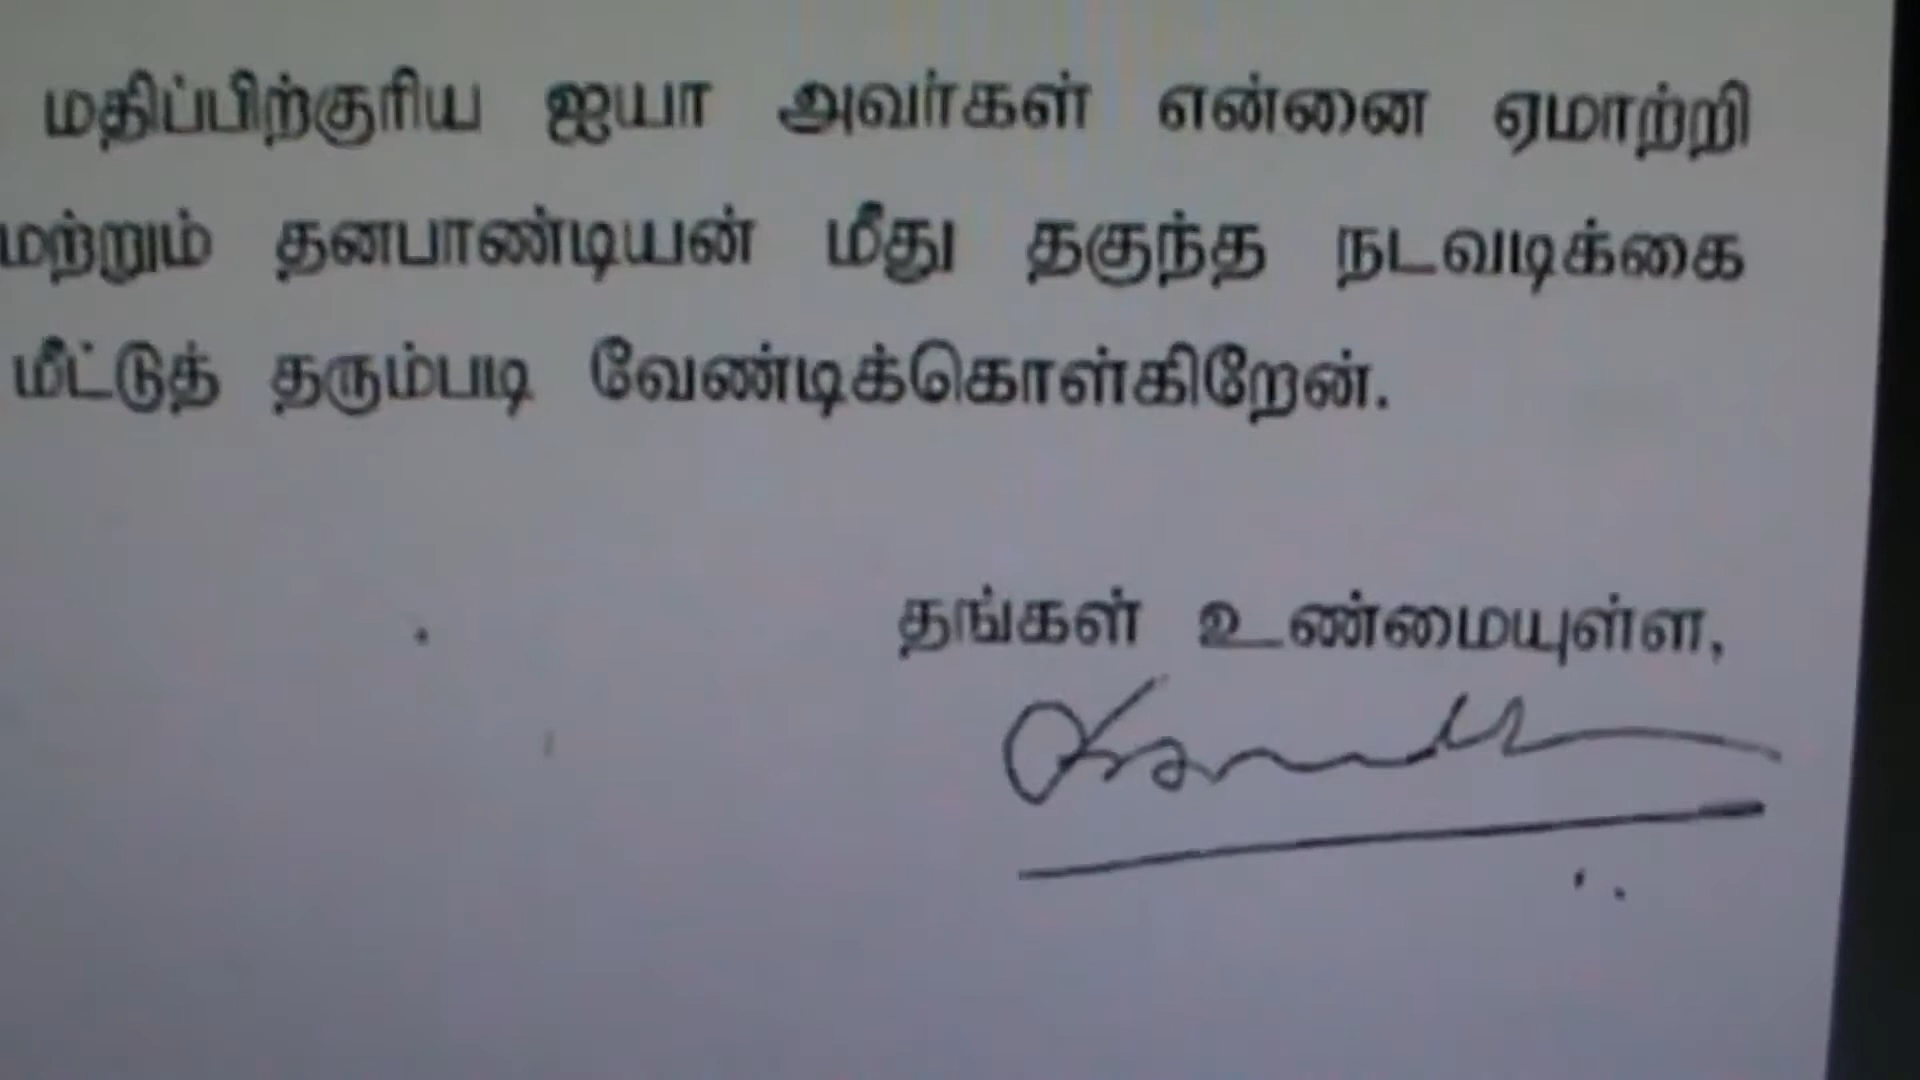 மதிப்பிற்குரிய ஐயா அவர்கள் என்னை ஏமாற்றி
மற்றும் தனபாண்டியன் மீது தகுந்த நடவடிக்கை
மீட்டுத் தரும்படி வேண்டிக்கொள்கிறேன்.
தங்கள் உண்மையுள்ள,